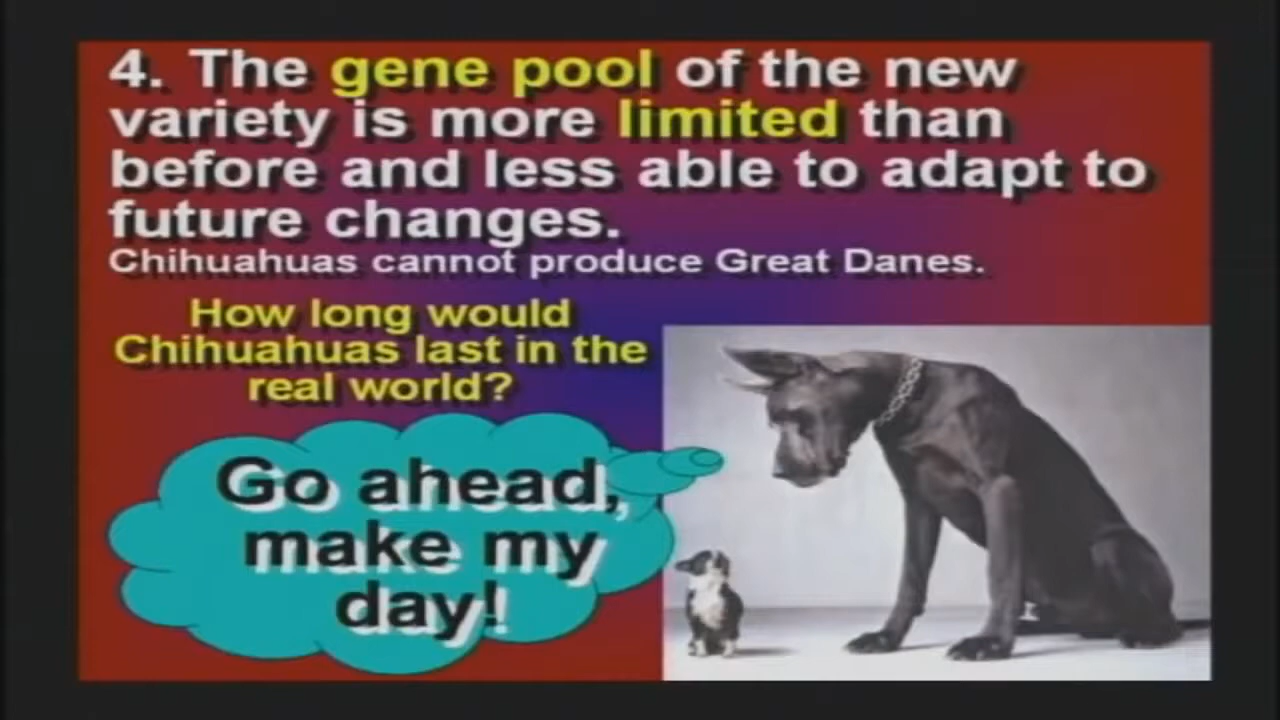 4. The gene pool of the new
variety is more limited than
before and less able to adapt to
future changes.
Chihuahuas cannot produce Great Danes.
How long would
Chihuahuas last in the
real world?
Go ahead,
make my
day!